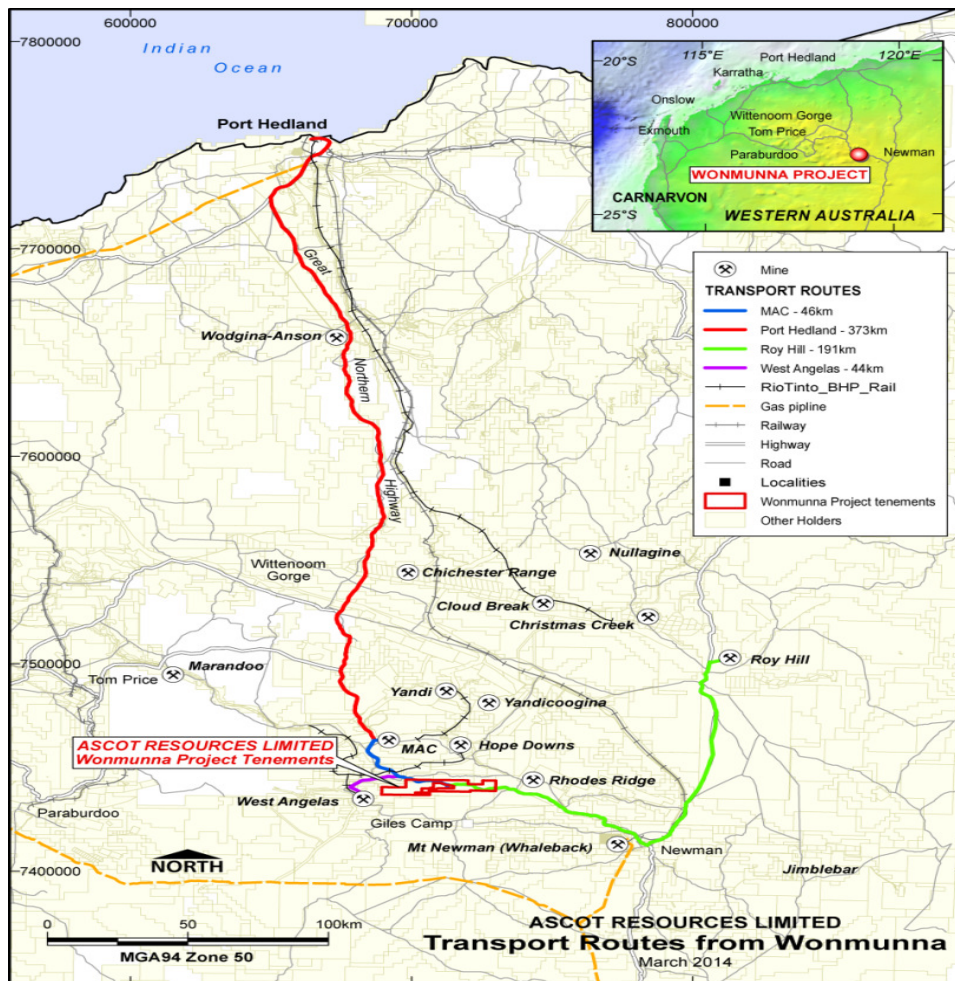 600000
700000
800000
7800000
Indian
Ocean
Port Hedland
7700000
Great
Wodgina-Anson
Northern
7600000
Highway
Wittenoom
Gorge
Chichester Range
Nullagine
Cloud Break
Christmas Creek
7500000
Marandoo
Tom Price
Roy Hill
Yandi
Yandicoogina
ASCOT RESOURCES LIMITED
Wonmunna Project Tenements
MAC
Hope Downs
Rhodes Ridge
West Angelas
Paraburdoo
Giles Camp
Mt Newman (Whaleback)
Newman
Jimblebar
NORTH
7400000
0
50
100km
MGA94 Zone 50
ASCOT RESOURCES LIMITED
Transport Routes from Wonmunna
March 2014
20°S
115°E
120°E
Port Hedland
Karratha
Onslow
Exmouth
Wittenoom Gorge
Tom Price
Paraburdoo
Newman
WONMUNNA PROJECT
CARNARVON
25°S
WESTERN AUSTRALIA
Mine
TRANSPORT ROUTES
MAC - 46km
Port Hedland - 373km
Roy Hill - 191km
West Angelas - 44km
RioTinto_BHP_Rail
Gas pipline
Railway
Highway
Road
Localities
Wonmunna Project tenements
Other Holders